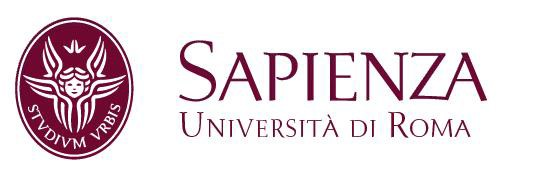 STVDIVM VRBIS
SAPIENZA
UNIVERSITÀ DI ROMA